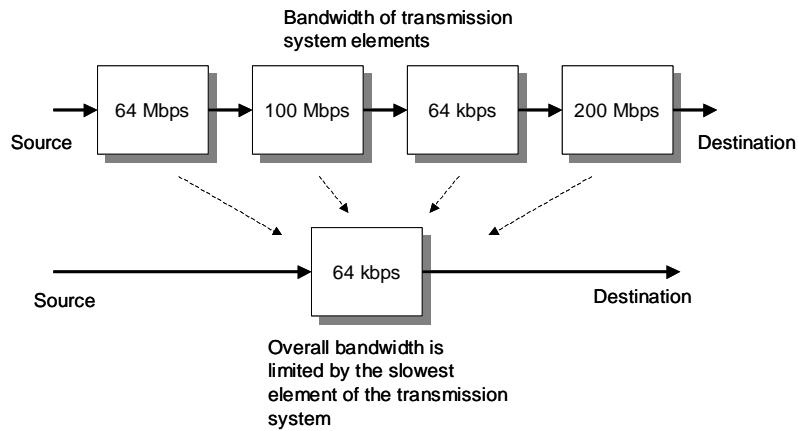 Bandwidth of transmission
system elements
64 Mbps
100 Mbps
64 kbps
200 Mbps
Source
Destination
64 kbps
Source
Destination
Overall bandwidth is
limited by the slowest
element of the transmission
system